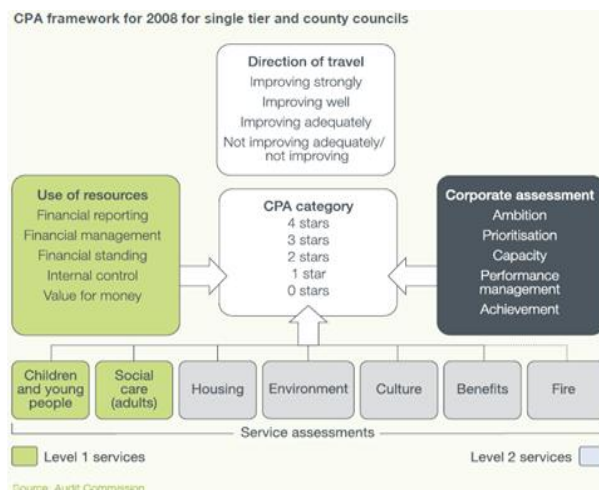 CPA framework for 2008 for single tier and county councils
Direction of travel
Improving strongly
Improving well
Improving adequately
Not improving adequately/
not improving
Use of resources
Financial reporting
Financial management
Financial standing
Internal control
Value for money
CPA category
4 stars
3 stars
2 stars
1 star
0 stars
Corporate assessment
Ambition
Prioritisation
Capacity
Performance
management
Achievement
Children
and young
people
Social
care
(adults)
Housing
Environment
Culture
Benefits
Fire
Service assessments
Level 1 services
Level 2 services
Source: Audit Commission